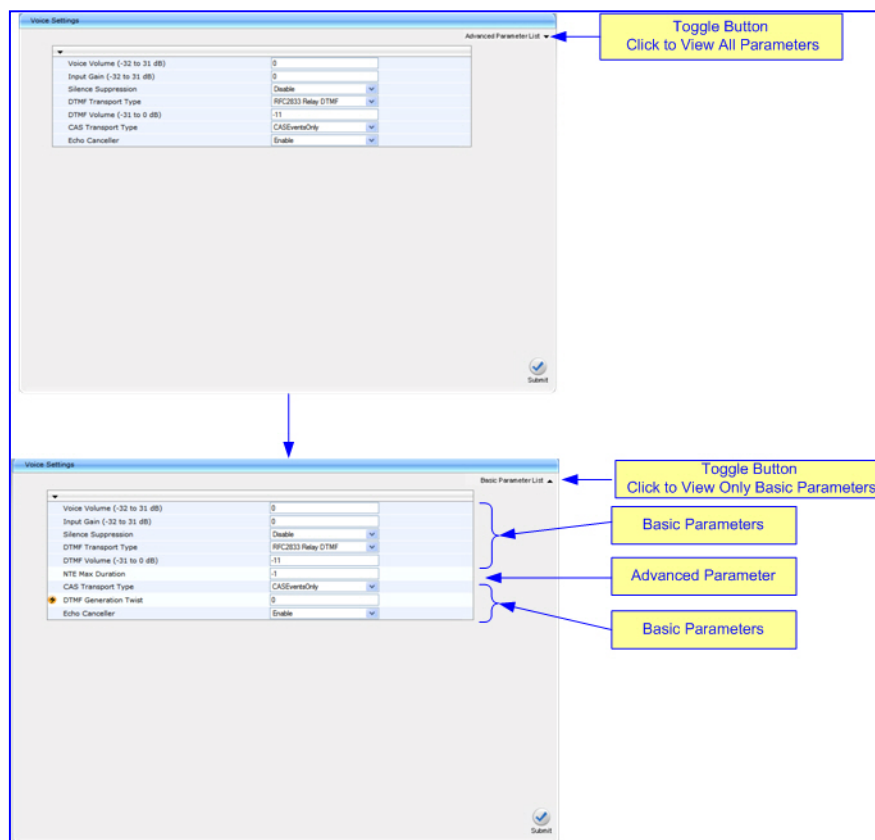 Voice Settings
Advanced Parameter List
Toggle Button
Click to View All Parameters
Voice Volume (-32 to 31 dB) 0
Input Gain (-32 to 31 dB) 0
Silence Suppression Disable
DTMF Transport Type RFC2833 Relay DTMF
DTMF Volume (-31 to 0 dB) -11
CAS Transport Type CASEventsOnly
Echo Canceller Enable
Submit
Voice Settings
Basic Parameter List
Toggle Button
Click to View Only Basic Parameters
Voice Volume (-32 to 31 dB) 0
Input Gain (-32 to 31 dB) 0
Silence Suppression Disable
DTMF Transport Type RFC2833 Relay DTMF
DTMF Volume (-31 to 0 dB) -11
NTE Max Duration -1
CAS Transport Type CASEventsOnly
DTMF Generation Twist 0
Echo Canceller Enable
Basic Parameters
Advanced Parameter
Basic Parameters
Submit